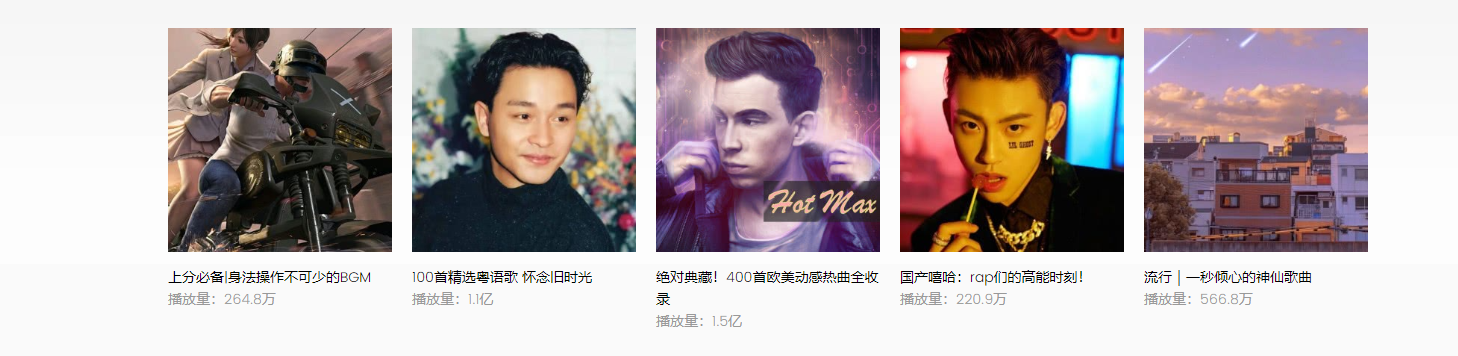 Hot Max
LIL GHOST
上分必备|身法操作不可少的BGM
播放量：264.8万
100首精选粤语歌 怀念旧时光
播放量：1.1亿
绝对典藏！400首欧美动感热曲全收
录
播放量：1.5亿
国产嘻哈：rap们的高能时刻！
播放量：220.9万
流行 | 一秒倾心的神仙歌曲
播放量：566.8万